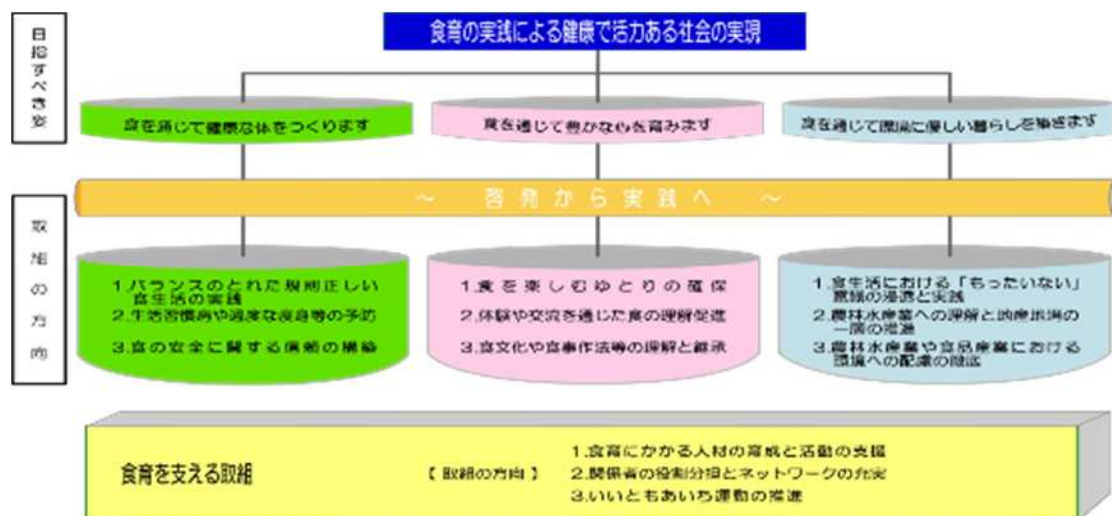 目指すべき姿
食育の実践による健康で活力ある社会の実現
食を通じて健康な体をつくります
食を通じて豊かな心を育みます
食を通じて環境に優しい暮らしを築きます
～ 啓発から実践へ ～
取組の方向
1.バランスのとれた規則正しい
食生活の実践
2.生活習慣病や過度な痩身等の予防
3.食の安全に関する信頼の構築
1.食を楽しむゆとりの確保
2.体験や交流を通じた食の理解促進
3.食文化や食事作法等の理解と継承
1.食生活における「もったいない」
意識の浸透と実践
2.農林水産業への理解と地産地消の
一層の推進
3.農林水産業や食品産業における
環境への配慮の徹底
食育を支える取組
【取組の方向】
1.食育にかかる人材の育成と活動の支援
2.関係者の役割分担とネットワークの充実
3.いいともあいち運動の推進